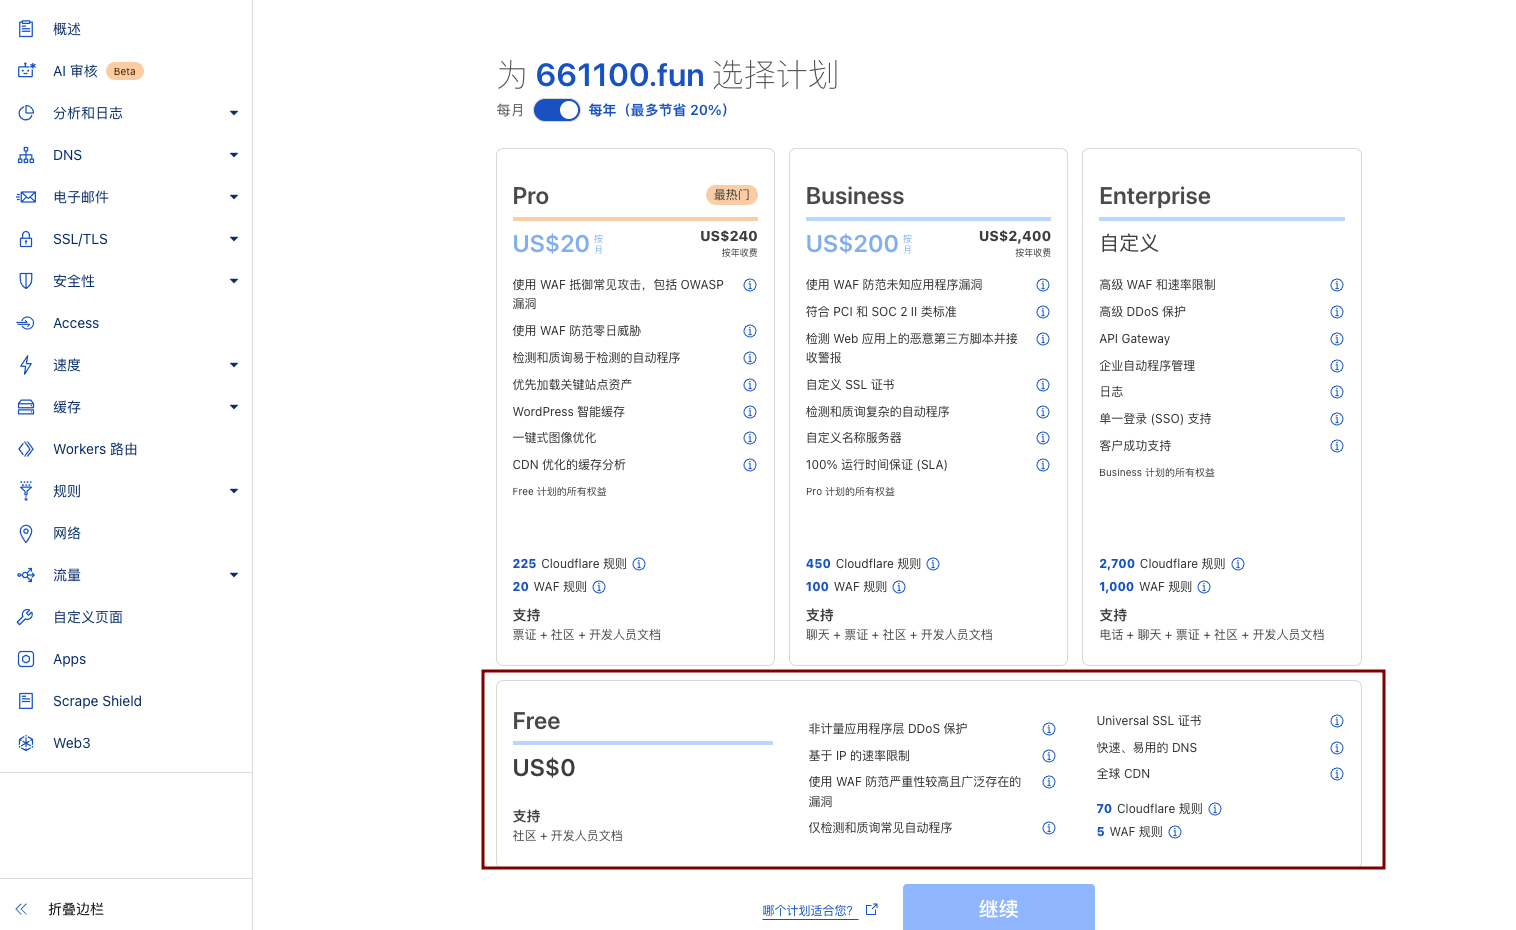 概述
AI 审核 Beta
分析和日志
DNS
电子邮件
SSL/TLS
安全性
Access
速度
缓存
Workers 路由
规则
网络
流量
自定义页面
Apps
Scrape Shield
Web3
折叠边栏
为 661100.fun 选择计划
每月 每年（最多节省 20%）
Pro 最热门
US$20 按月 US$240
按年收费
使用 WAF 抵御常见攻击，包括 OWASP
漏洞
使用 WAF 防范零日威胁
检测和质询易于检测的自动程序
优先加载关键站点资产
WordPress 智能缓存
一键式图像优化
CDN 优化的缓存分析
Free 计划的所有权益
225 Cloudflare 规则
20 WAF 规则
支持
票证 + 社区 + 开发人员文档
Business
US$200 按月 US$2,400
按年收费
使用 WAF 防范未知应用程序漏洞
符合 PCI 和 SOC 2 II 类标准
检测 Web 应用上的恶意第三方脚本并接
收警报
自定义 SSL 证书
检测和质询复杂的自动程序
自定义名称服务器
100% 运行时间保证 (SLA)
Pro 计划的所有权益
450 Cloudflare 规则
100 WAF 规则
支持
聊天 + 票证 + 社区 + 开发人员文档
Enterprise
自定义
高级 WAF 和速率限制
高级 DDoS 保护
API Gateway
企业自动程序管理
日志
单一登录 (SSO) 支持
客户成功支持
Business 计划的所有权益
2,700 Cloudflare 规则
1,000 WAF 规则
支持
电话 + 聊天 + 票证 + 社区 + 开发人员文档
Free
US$0
支持
社区 + 开发人员文档
非计量应用程序层 DDoS 保护
基于 IP 的速率限制
使用 WAF 防范严重性较高且广泛存在的
漏洞
仅检测和质询常见自动程序
Universal SSL 证书
快速、易用的 DNS
全球 CDN
70 Cloudflare 规则
5 WAF 规则
哪个计划适合您？
继续